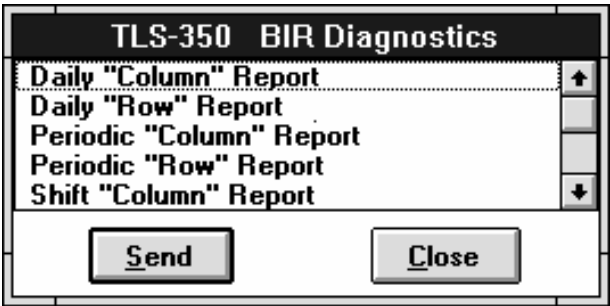 TLS-350 BIR Diagnostics
Daily "Column" Report
Daily "Row" Report
Periodic "Column" Report
Periodic "Row" Report
Shift "Column" Report
Send Close